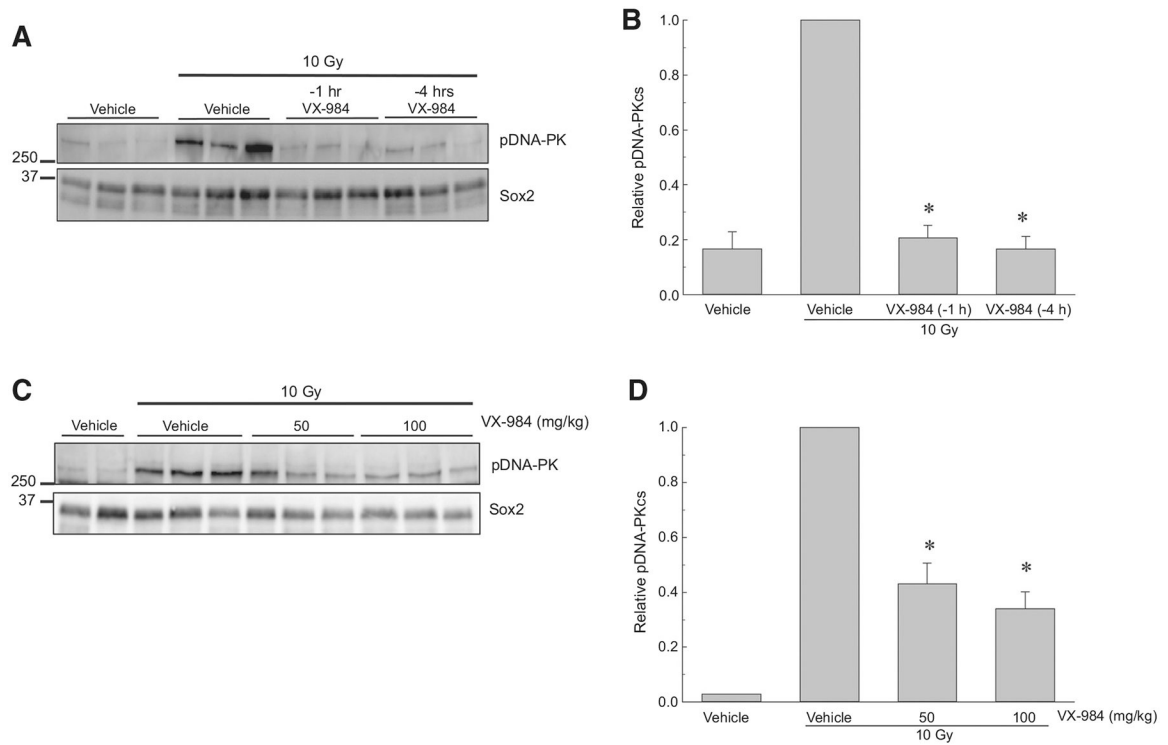 A
10 Gy
Vehicle
Vehicle
-1 hr
VX-984
-4 hrs
VX-984
pDNA-PK
250
37
Sox2
B
Relative pDNA-PKcs
1.0
0.8
0.6
0.4
0.2
0.0
*
*
Vehicle
Vehicle
VX-984 (-1 h)
VX-984 (-4 h)
10 Gy
C
10 Gy
Vehicle
Vehicle
50
100
VX-984 (mg/kg)
pDNA-PK
250
37
Sox2
D
Relative pDNA-PKcs
1.0
0.8
0.6
0.4
0.2
0.0
*
*
Vehicle
Vehicle
50
100
VX-984 (mg/kg)
10 Gy